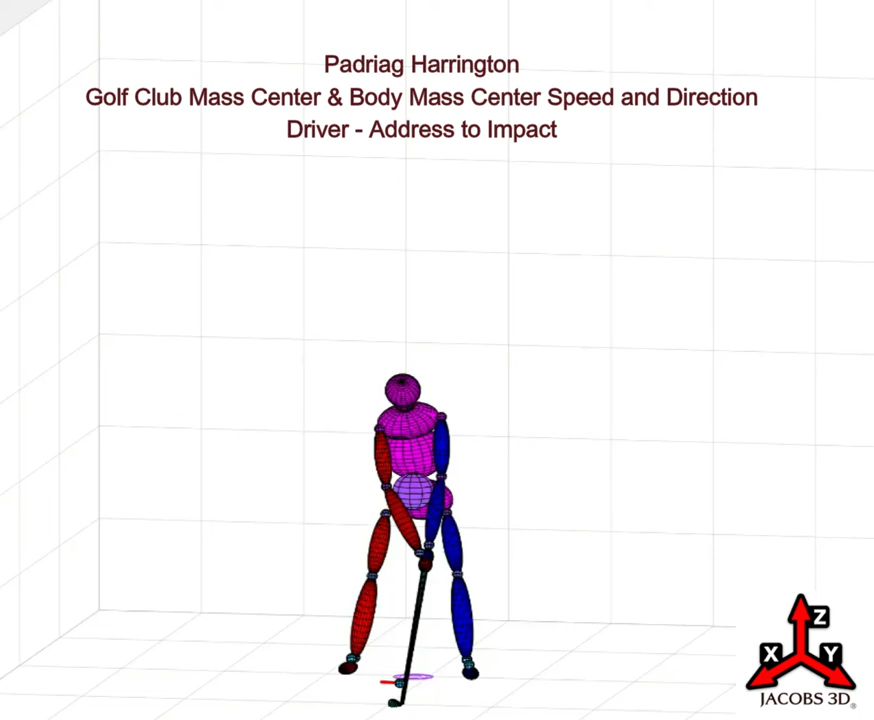 Padriag Harrington
Golf Club Mass Center & Body Mass Center Speed and Direction
Driver - Address to Impact
Z
X Y
JACOBS 3D®